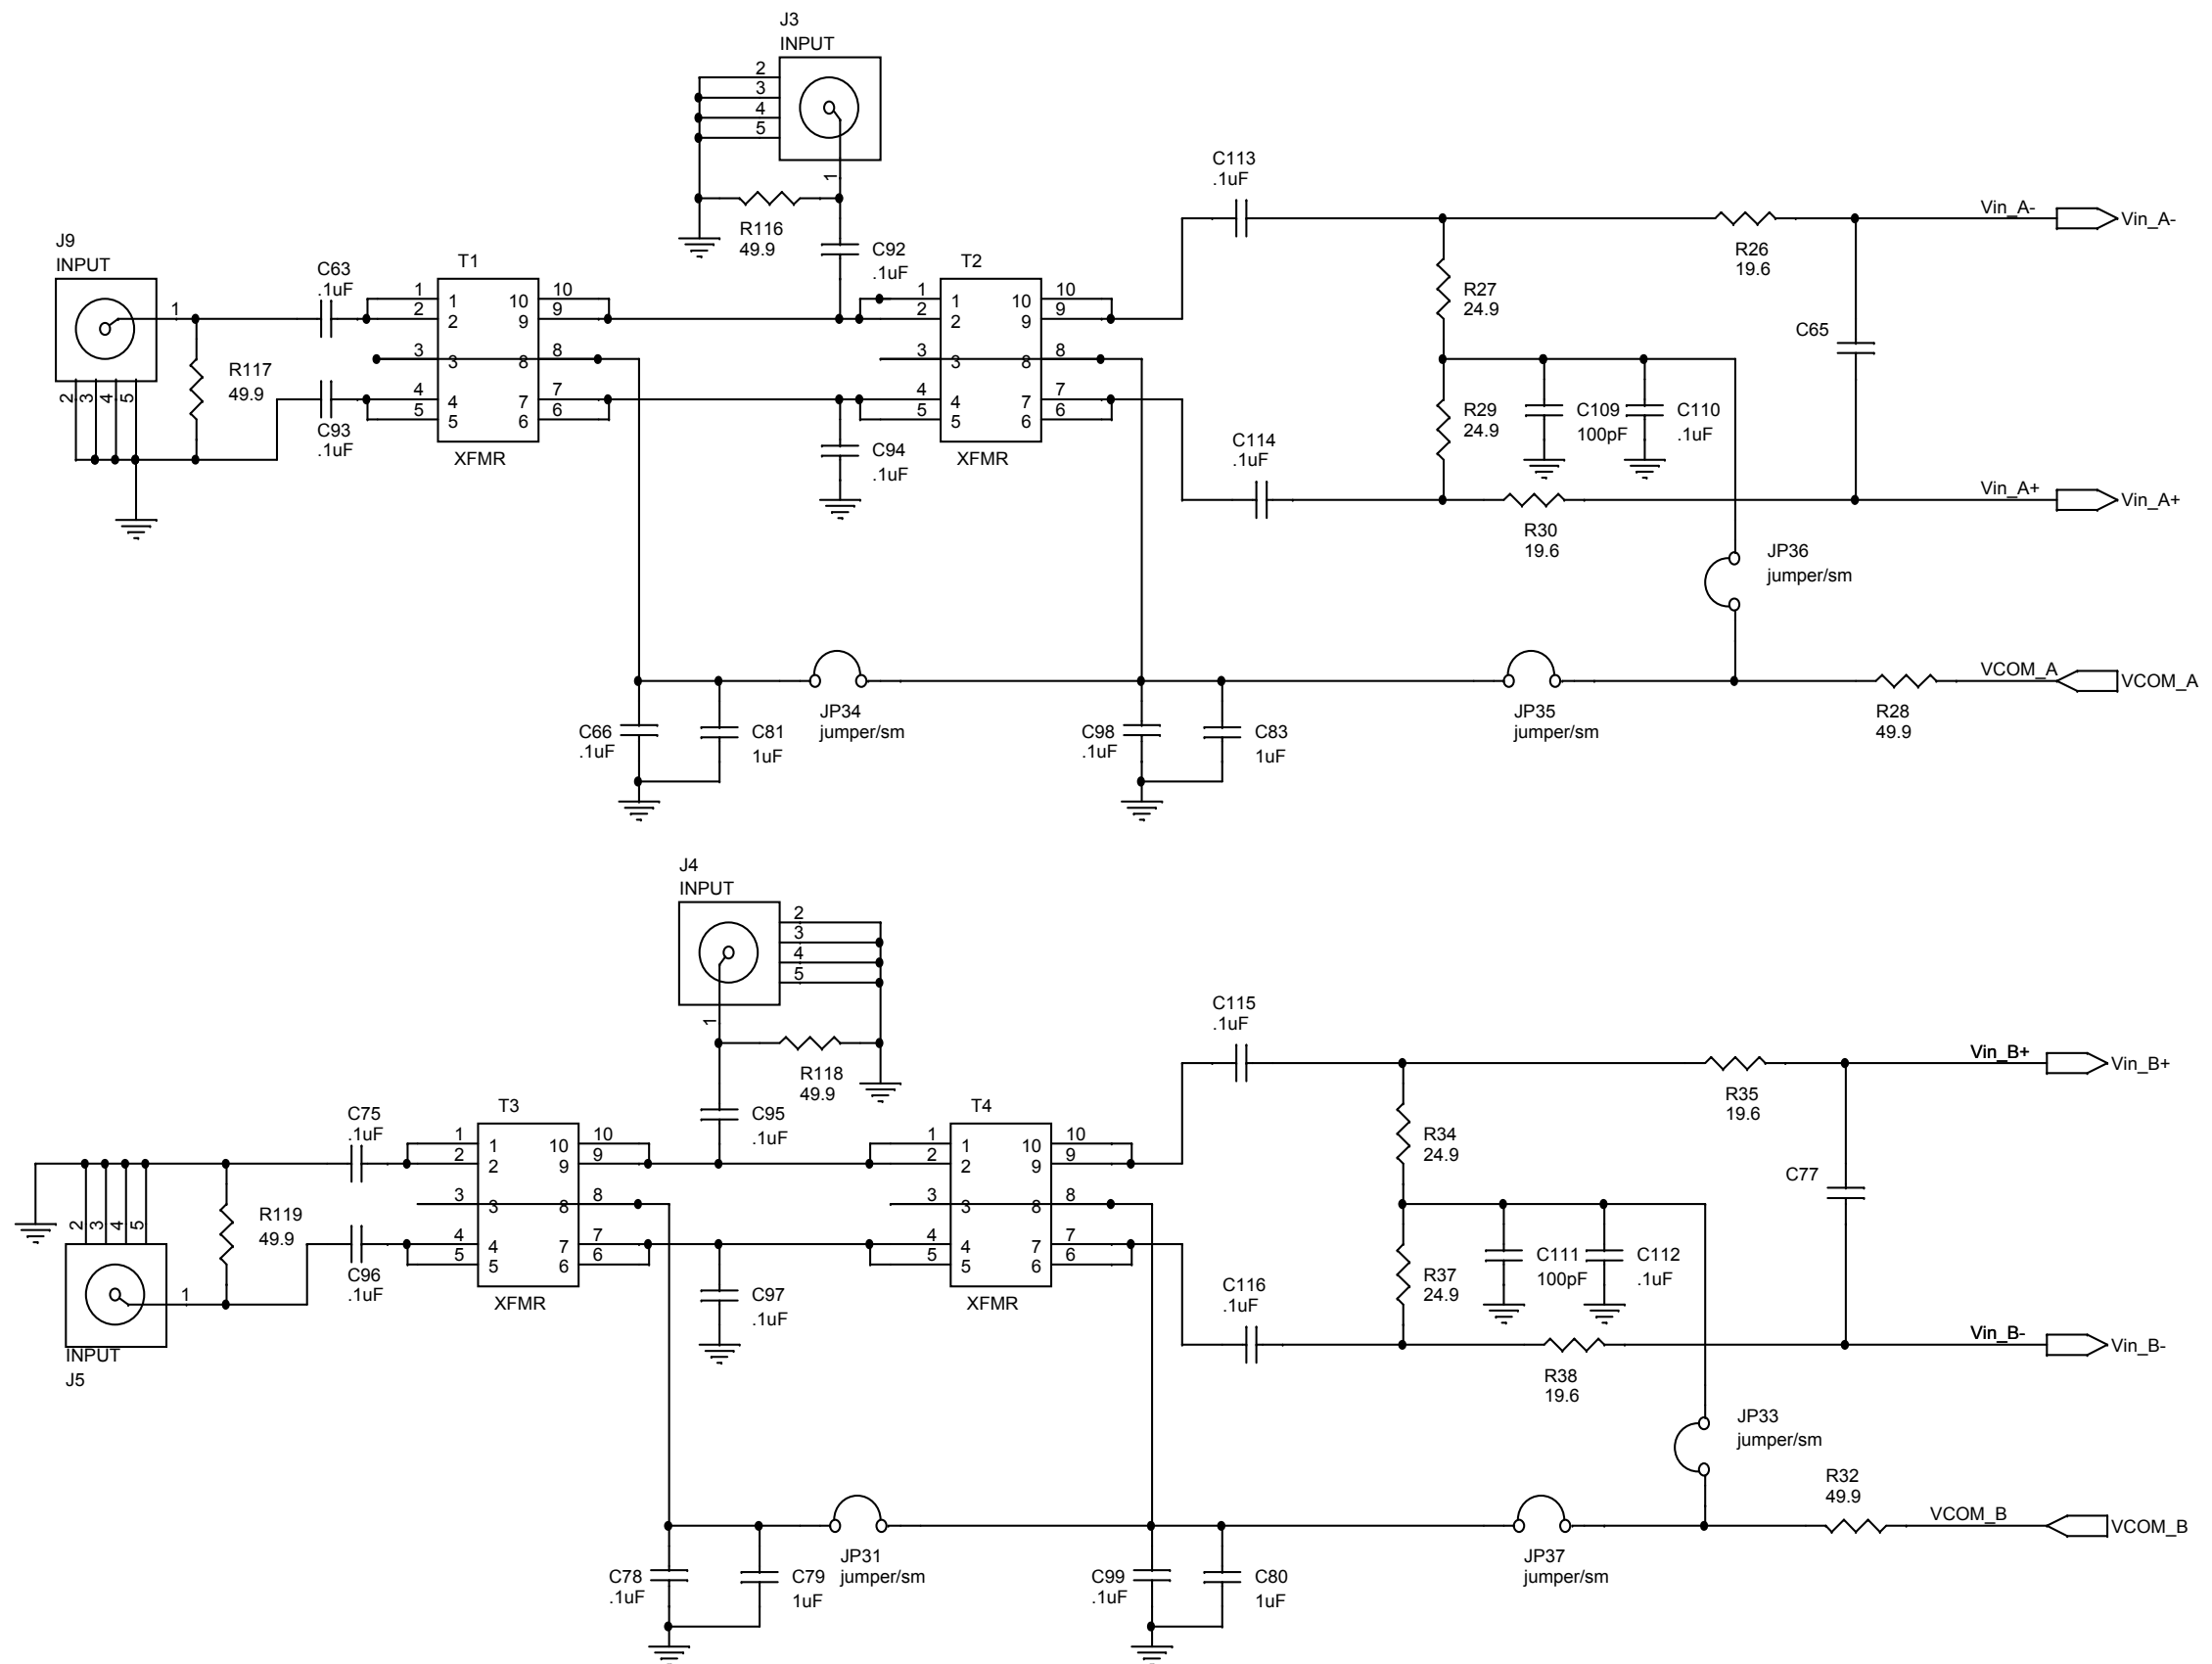 J3
INPUT
2
3
4
5
1
R116
49.9
C92
.1uF
J9
INPUT
1
2
3
4
5
R117
49.9
C63
.1uF
C93
.1uF
T1
1
2
3
4
5
10
9
8
7
6
1
2
3
4
5
10
9
8
7
6
XFMR
C94
.1uF
T2
1
2
3
4
5
10
9
8
7
6
1
2
3
4
5
10
9
8
7
6
XFMR
C113
.1uF
C114
.1uF
R27
24.9
R29
24.9
C109
100pF
C110
.1uF
R26
19.6
R30
19.6
C65
Vin_A-
Vin_A-
Vin_A+
Vin_A+
JP36
jumper/sm
C66
.1uF
C81
1uF
JP34
jumper/sm
C98
.1uF
C83
1uF
JP35
jumper/sm
R28
49.9
VCOM_A
VCOM_A
J4
INPUT
2
3
4
5
1
R118
49.9
C95
.1uF
2
3
4
5
1
INPUT
J5
R119
49.9
C75
.1uF
C96
.1uF
T3
1
2
3
4
5
10
9
8
7
6
1
2
3
4
5
10
9
8
7
6
XFMR
C97
.1uF
T4
1
2
3
4
5
10
9
8
7
6
1
2
3
4
5
10
9
8
7
6
XFMR
C115
.1uF
C116
.1uF
R34
24.9
R37
24.9
C111
100pF
C112
.1uF
R35
19.6
R38
19.6
C77
Vin_B+
Vin_B+
Vin_B-
Vin_B-
JP33
jumper/sm
C78
.1uF
C79
1uF
JP31
jumper/sm
C99
.1uF
C80
1uF
JP37
jumper/sm
R32
49.9
VCOM_B
VCOM_B